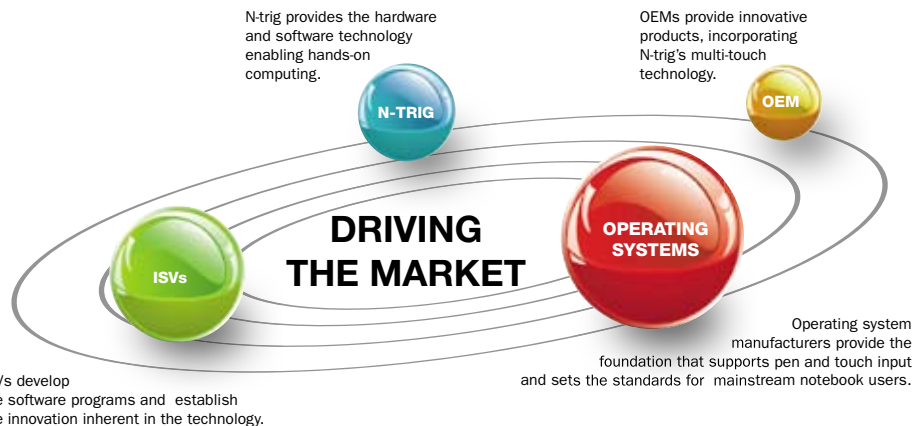 N-trig provides the hardware
and software technology
enabling hands-on
computing.
OEMs provide innovative
products, incorporating
N-trig's multi-touch
technology.
N-TRIG
OEM
DRIVING
THE MARKET
OPERATING
SYSTEMS
ISVs
Operating system
manufacturers provide the
foundation that supports pen and touch input
and sets the standards for mainstream notebook users.
develop
software programs and establish
innovation inherent in the technology.